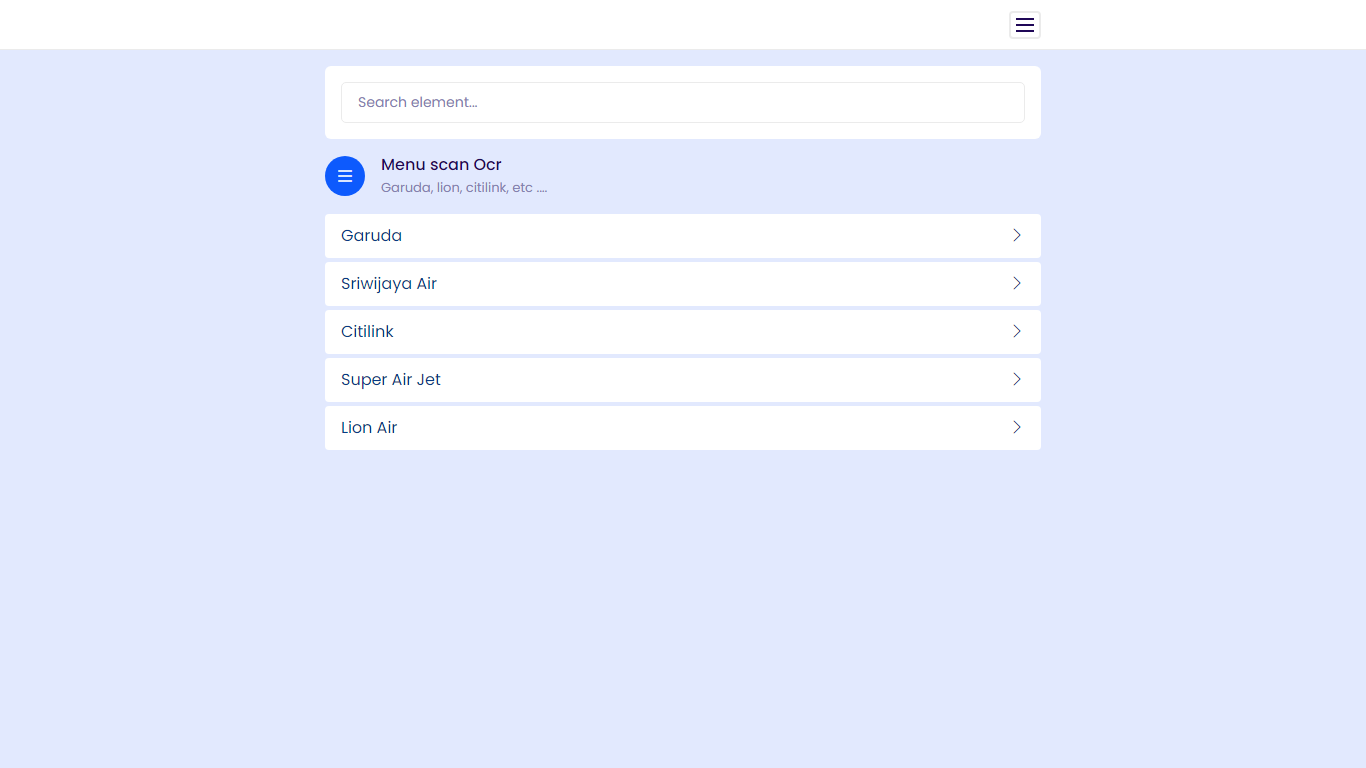 Search element...
Menu scan Ocr
Garuda, lion, citilink, etc ....
Garuda
Sriwijaya Air
Citilink
Super Air Jet
Lion Air